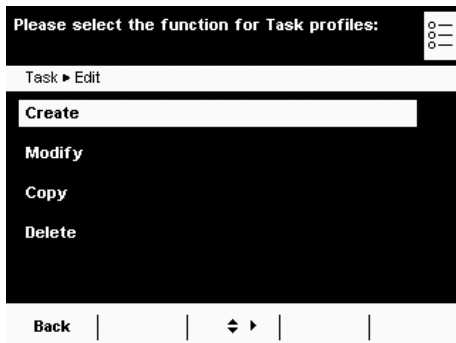 Please select the function for Task profiles:
Task ▸ Edit
Create
Modify
Copy
Delete
Back